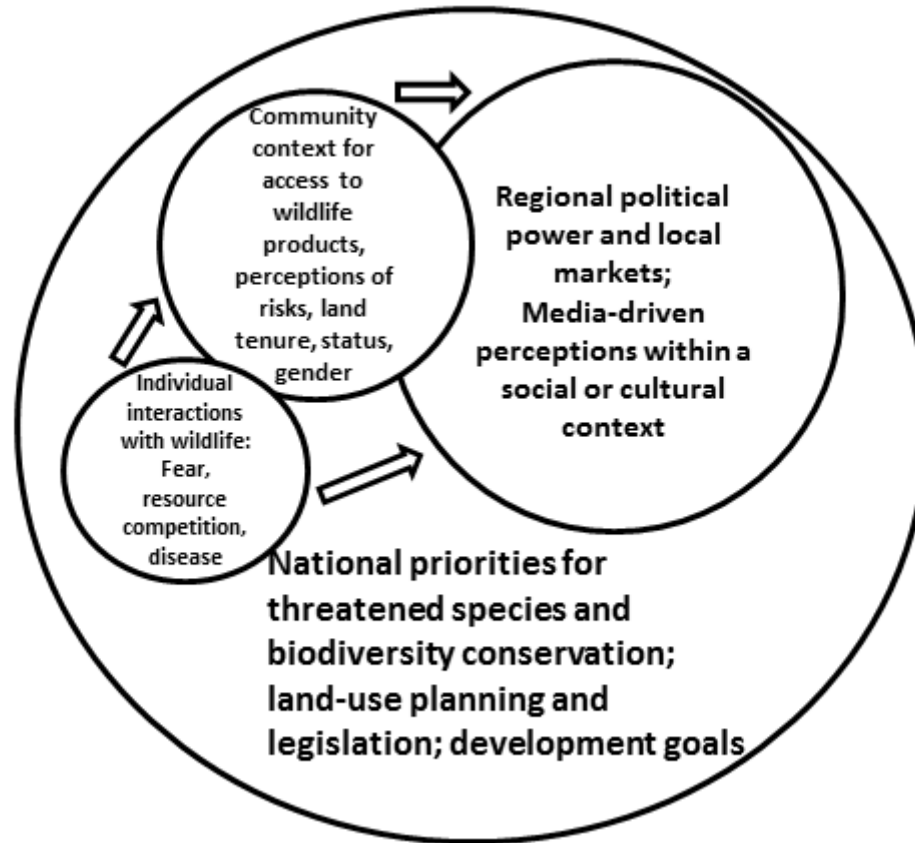 Community
context for
access to
wildlife
products,
perceptions of
risks, land
tenure, status,
gender
Regional political
power and local
markets;
Media-driven
perceptions within a
social or cultural
context
Individual
interactions
with wildlife:
Fear,
resource
competition,
disease
National priorities for
threatened species and
biodiversity conservation;
land-use planning and
legislation; development goals